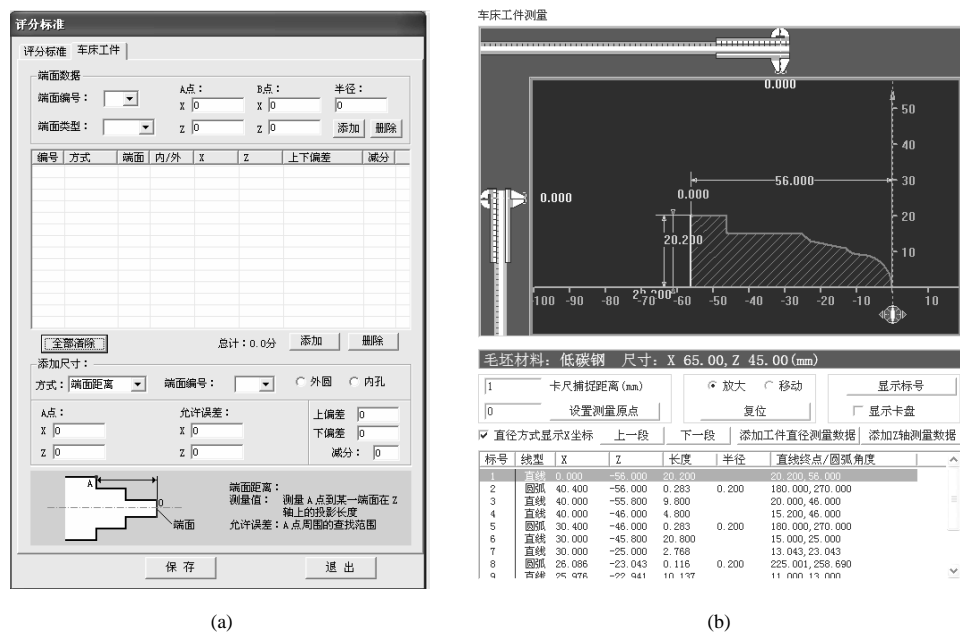 评分标准
评分标准 车床工件
端面数据
A点： B点： 半径：
端面编号： X 0 X 0 0
端面类型： Z 0 Z 0 添加 删除
编号 方式 端面 内/外 X Z 上下偏差 减分
全部清除 总计：0.0分 添加 删除
添加尺寸：
方式： 端面距离 端面编号： 外圆 内孔
A点： 允许误差： 上偏差 0
X 0 X 0 下偏差 0
Z 0 Z 0 减分： 0
A 0 端面
端面距离：
测量值： 测量A点到某一端面在Z
轴上的投影长度
允许误差：A点周围的查找范围
保 存 退 出
(a)
车床工件测量
0.000
50
40
56.000 30
0.000 0.000
20
20.200
10
20.200
-100 -90 -80 -70 -60 -50 -40 -30 -20 -10 10
毛坯材料： 低碳钢 尺寸： X 65.00,Z 45.00(mm)
1 卡尺捕捉距离(mm) 放大 移动 显示标号
0 设置测量原点 复位 显示卡盘
直径方式显示X坐标 上一段 下一段 添加工件直径测量数据 添加Z轴测量数据
标号 线型 X Z 长度 半径 直线终点/圆弧角度
1 直线 0.000 -56.000 20.200 20.200,56.000
2 圆弧 40.400 -56.000 0.283 0.200 180.000,270.000
3 直线 40.000 -55.800 9.800 20.000,46.000
4 直线 40.000 -46.000 4.800 15.200,46.000
5 圆弧 30.400 -46.000 0.283 0.200 180.000,270.000
6 直线 30.000 -45.800 20.800 15.000,25.000
7 直线 30.000 -25.000 2.768 13.043,23.043
8 圆弧 26.086 -23.043 0.116 0.200 225.001,258.690
9 直线 25.976 -22.941 10.137 11.000,13.000
(b)